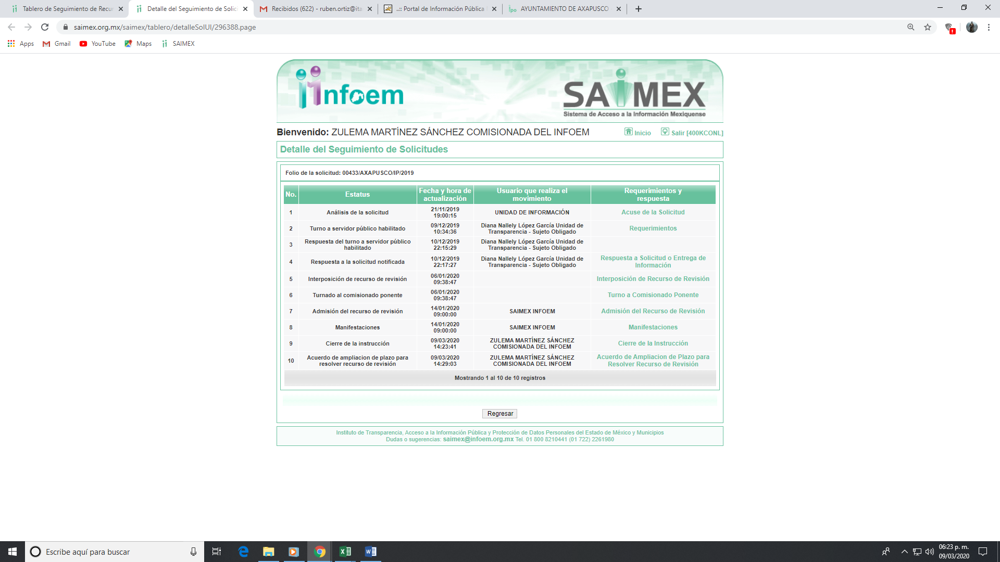 Tablero de Seguimiento de Recur
Detalle del Seguimiento de Solic
Recibidos (622) - ruben.ortiz@ita
..:: Portal de Información Pública
AYUNTAMIENTO DE AXAPUSCO
saimex.org.mx/saimex/tablero/detalleSolUI/296388.page
Apps
Gmail
YouTube
Maps
SAIMEX
infoem
SAIMEX
Sistema de Acceso a la Información Mexiquense
Bienvenido: ZULEMA MARTÍNEZ SÁNCHEZ COMISIONADA DEL INFOEM
Inicio
Salir [400KCONL]
Detalle del Seguimiento de Solicitudes
Folio de la solicitud: 00433/AXAPUSCO/IP/2019
No.
Estatus
Fecha y hora de
actualización
Usuario que realiza el
movimiento
Requerimientos y
respuesta
1
Análisis de la solicitud
21/11/2019
19:00:15
UNIDAD DE INFORMACIÓN
Acuse de la Solicitud
2
Turno a servidor público habilitado
09/12/2019
10:34:36
Diana Nallely López García Unidad de
Transparencia - Sujeto Obligado
Requerimientos
3
Respuesta del turno a servidor público
habilitado
10/12/2019
22:15:29
Diana Nallely López García Unidad de
Transparencia - Sujeto Obligado
4
Respuesta a la solicitud notificada
10/12/2019
22:17:27
Diana Nallely López García Unidad de
Transparencia - Sujeto Obligado
Respuesta a Solicitud o Entrega de
Información
5
Interposición de recurso de revisión
06/01/2020
09:38:47
Interposición de Recurso de Revisión
6
Turnado al comisionado ponente
06/01/2020
09:38:47
Turno a Comisionado Ponente
7
Admisión del recurso de revisión
14/01/2020
09:00:00
SAIMEX INFOEM
Admisión del Recurso de Revisión
8
Manifestaciones
14/01/2020
09:00:00
SAIMEX INFOEM
Manifestaciones
9
Cierre de la instrucción
09/03/2020
14:23:41
ZULEMA MARTÍNEZ SÁNCHEZ
COMISIONADA DEL INFOEM
Cierre de la Instrucción
10
Acuerdo de ampliacion de plazo para
resolver recurso de revisión
09/03/2020
14:29:03
ZULEMA MARTÍNEZ SÁNCHEZ
COMISIONADA DEL INFOEM
Acuerdo de Ampliacion de Plazo para
Resolver Recurso de Revisión
Mostrando 1 al 10 de 10 registros
Regresar
Instituto de Transparencia, Acceso a la Información Pública y Protección de Datos Personales del Estado de México y Municipios
Dudas o sugerencias: saimex@infoem.org.mx Tel. 01 800 8210441 (01 722) 2261980
Escribe aquí para buscar
06:23 p. m.
09/03/2020